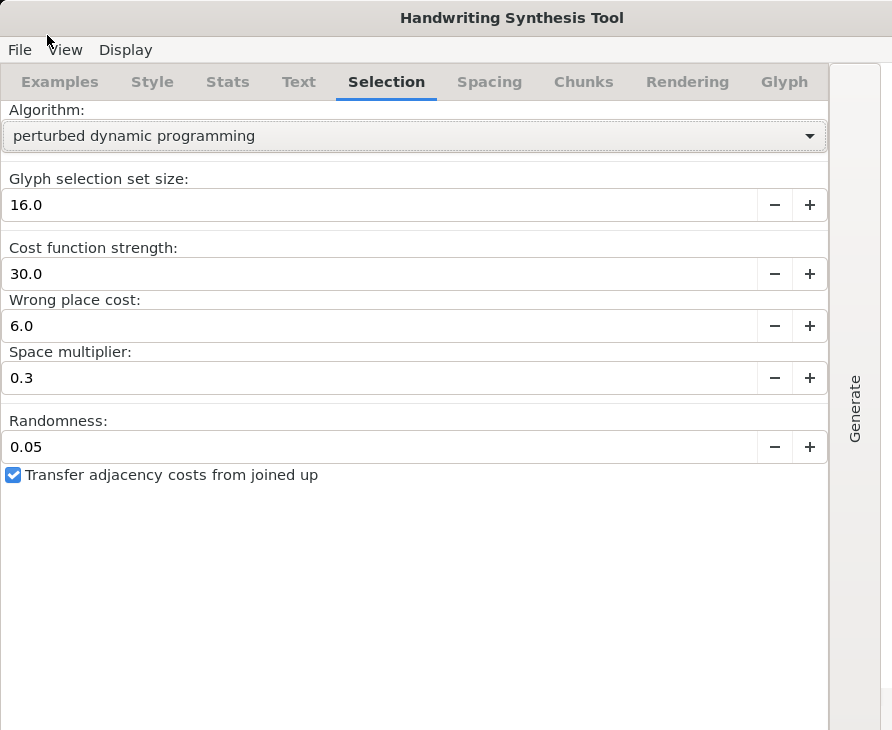 Handwriting Synthesis Tool
File View Display
Examples Style Stats Text Selection Spacing Chunks Rendering Glyph
Algorithm:
perturbed dynamic programming
Glyph selection set size:
16.0
Cost function strength:
30.0
Wrong place cost:
6.0
Space multiplier:
0.3
Randomness:
0.05
Transfer adjacency costs from joined up
Generate